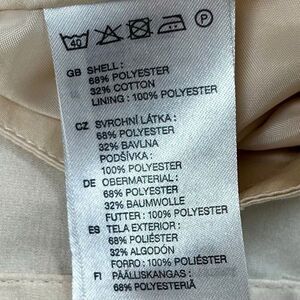 40 P
GB SHELL :
68% POLYESTER
32% COTTON
LINING : 100% POLYESTER
CZ SVRCHNÍ LÁTKA :
68% POLYESTER
32% BAVLNA
PODŠÍVKA :
100% POLYESTER
DE OBERMATERIAL :
68% POLYESTER
32% BAUMWOLLE
FUTTER : 100% POLYESTER
ES TELA EXTERIOR :
68% POLIÉSTER
32% ALGODÓN
FORRO: 100% POLIÉSTER
FI PÄÄLLISKANGAS :
68% POLYESTERIÄ